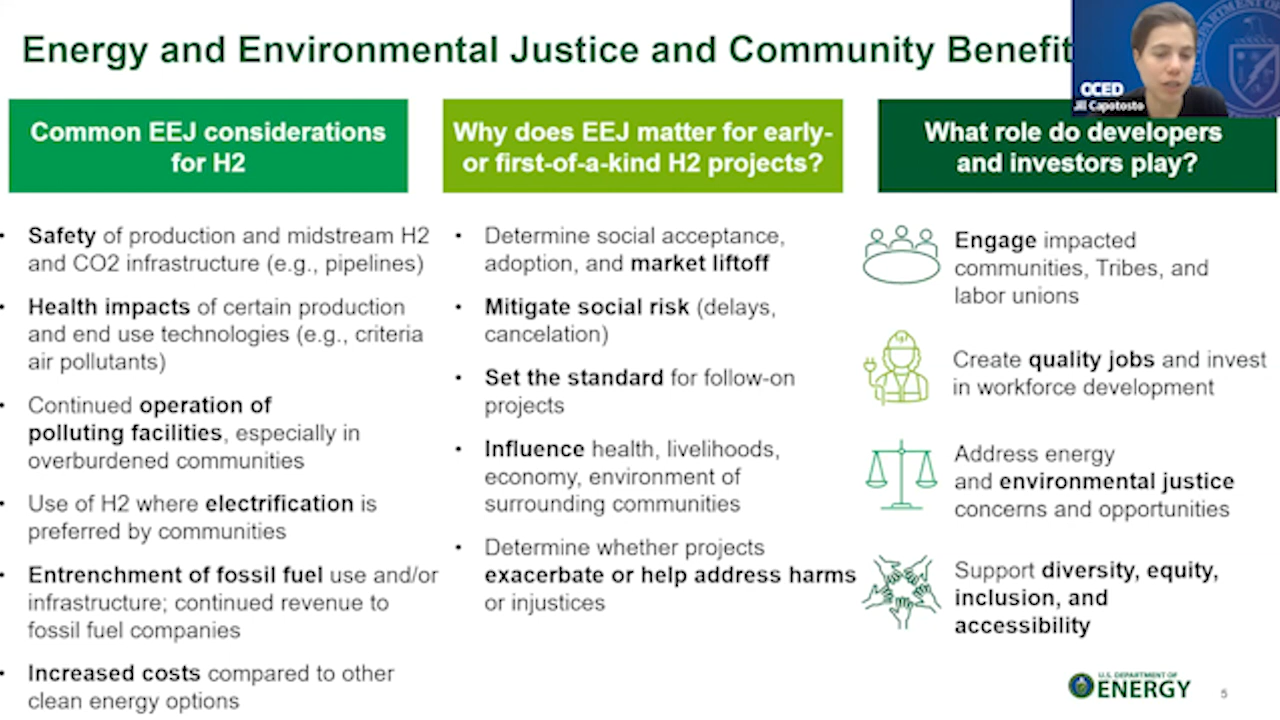 Energy and Environmental Justice and Community Benefit
OCED
Jill Capotosto
Common EEJ considerations
for H2
Safety of production and midstream H2
and CO2 infrastructure (e.g., pipelines)
Health impacts of certain production
and end use technologies (e.g., criteria
air pollutants)
Continued operation of
polluting facilities, especially in
overburdened communities
Use of H2 where electrification is
preferred by communities
Entrenchment of fossil fuel use and/or
infrastructure; continued revenue to
fossil fuel companies
Increased costs compared to other
clean energy options
Why does EEJ matter for early-
or first-of-a-kind H2 projects?
Determine social acceptance,
adoption, and market liftoff
Mitigate social risk (delays,
cancelation)
Set the standard for follow-on
projects
Influence health, livelihoods,
economy, environment of
surrounding communities
Determine whether projects
exacerbate or help address harms
or injustices
What role do developers
and investors play?
Engage impacted
communities, Tribes, and
labor unions
Create quality jobs and invest
in workforce development
Address energy
and environmental justice
concerns and opportunities
Support diversity, equity,
inclusion, and
accessibility
U.S. DEPARTMENT OF
ENERGY
5